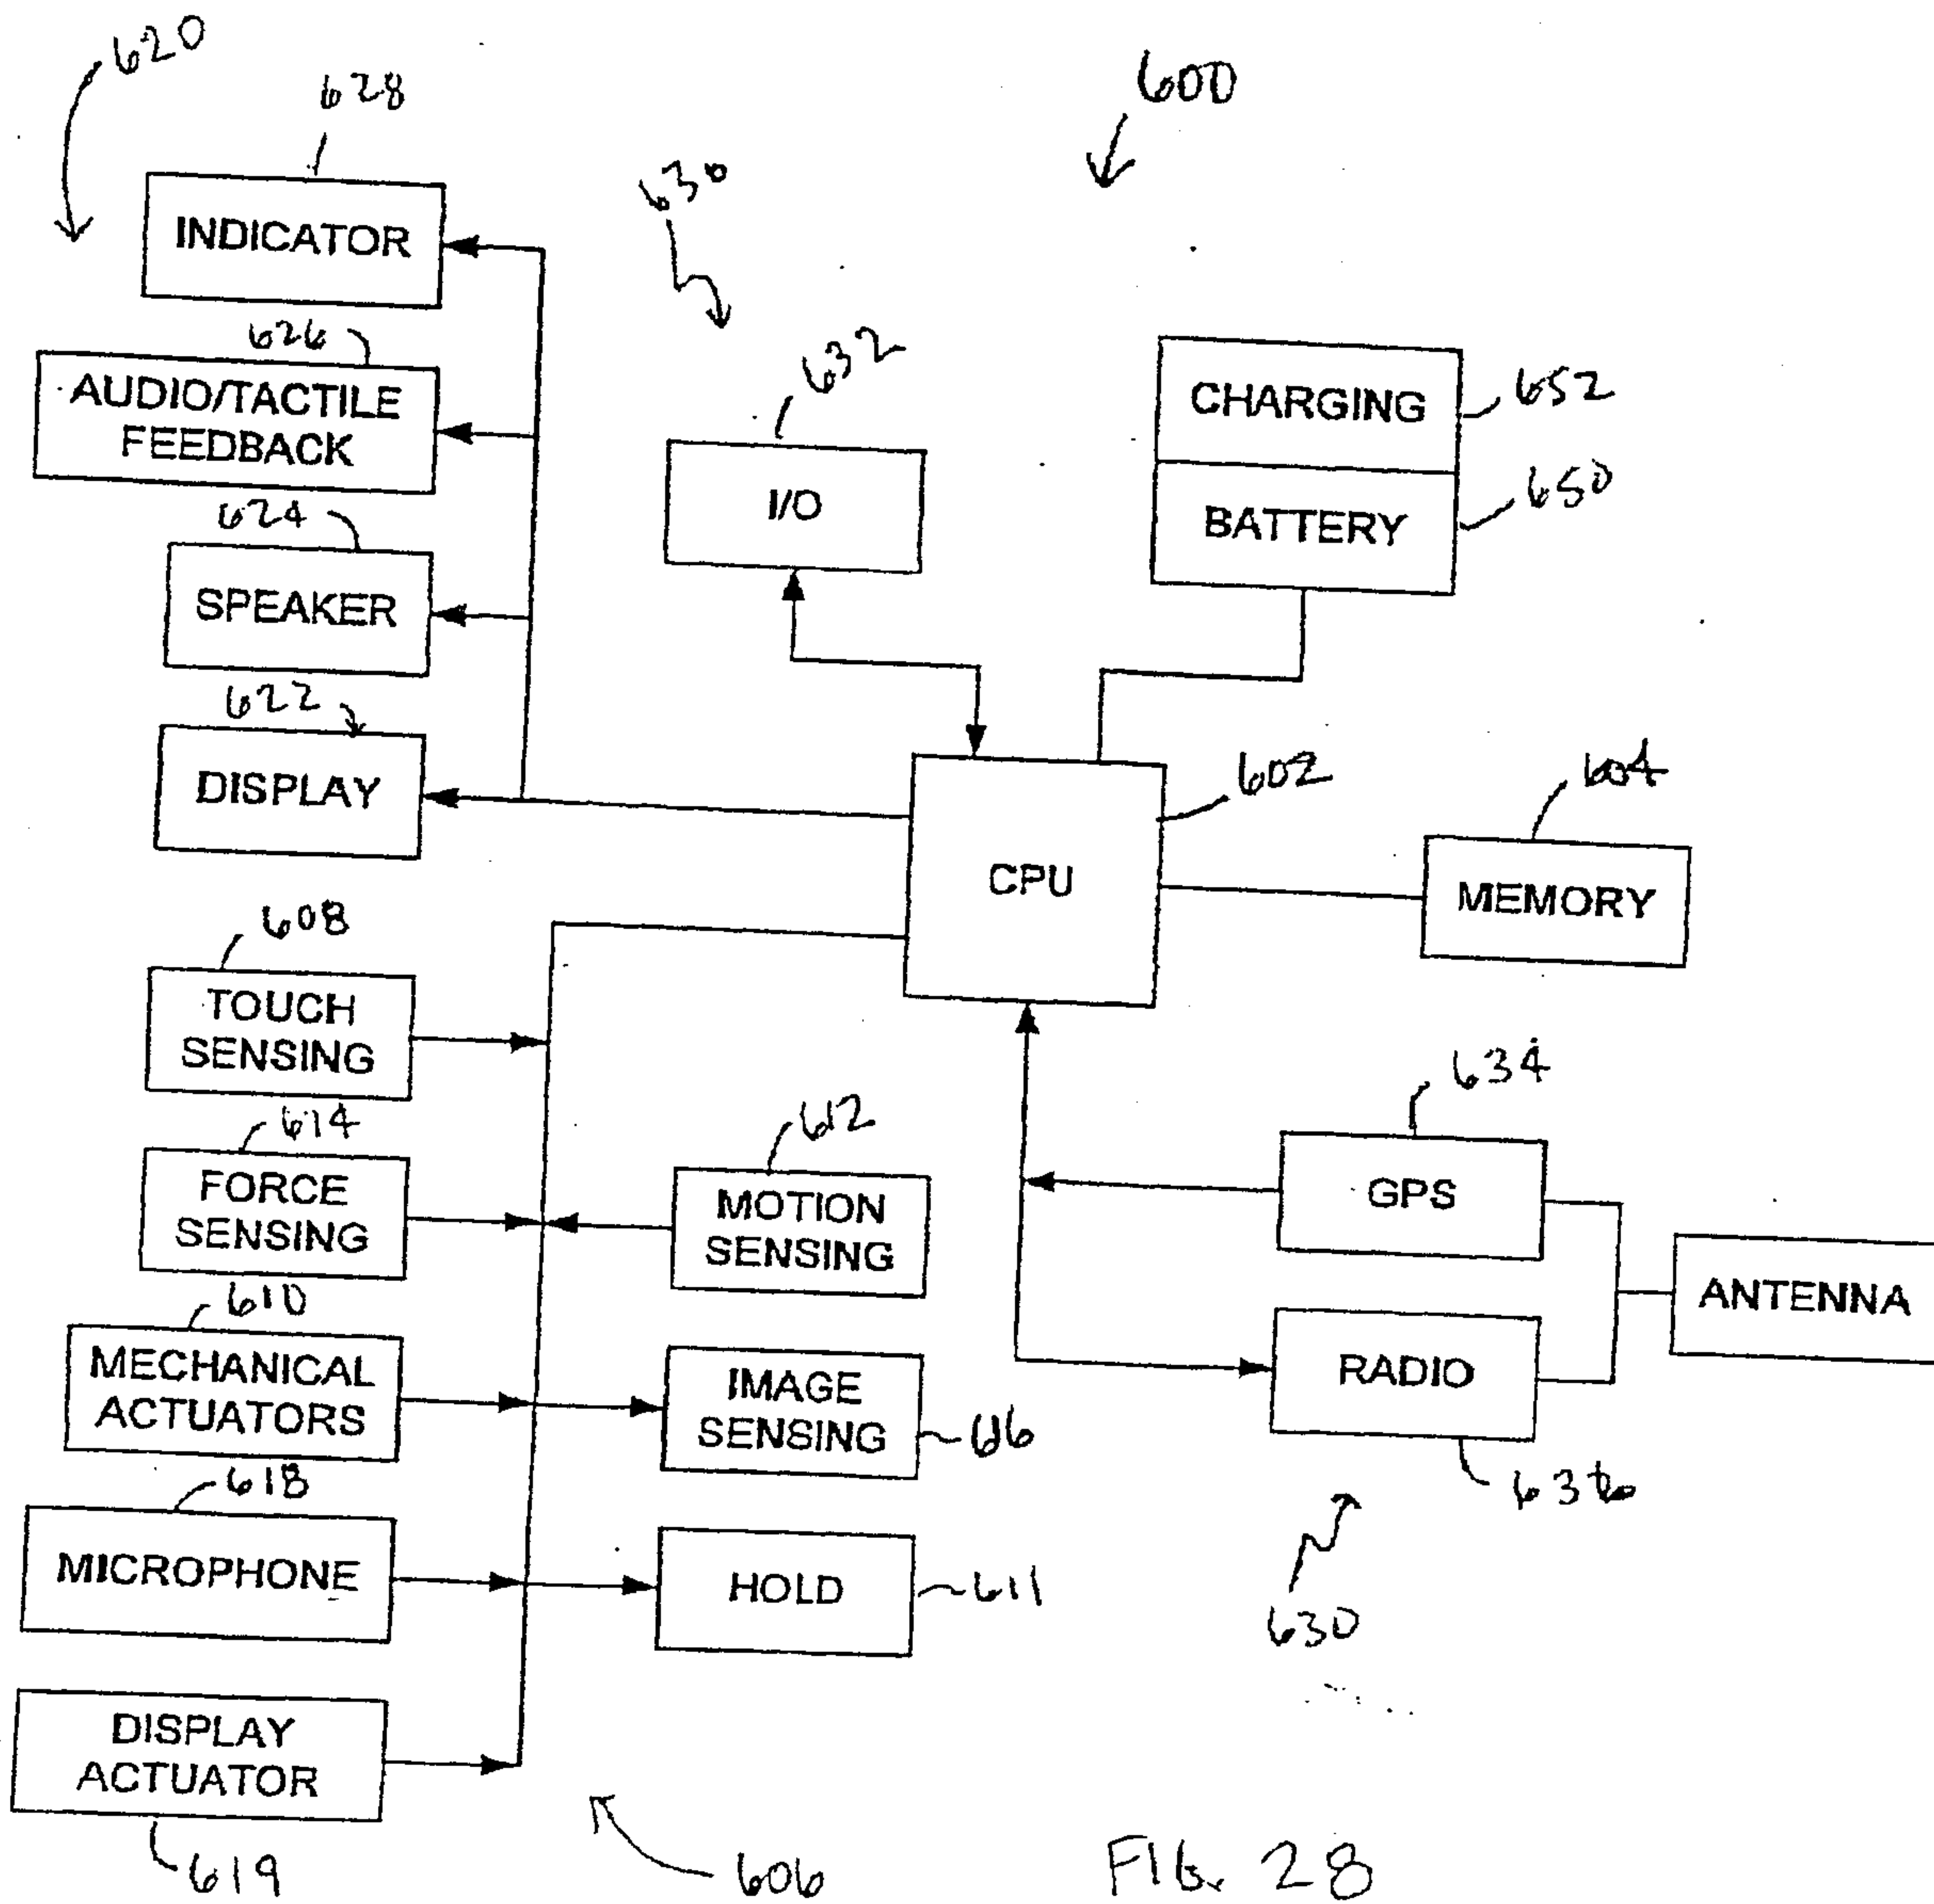 620
628
600
INDICATOR
630
626
AUDIO/TACTILE
FEEDBACK
632
CHARGING
652
I/O
BATTERY
650
624
SPEAKER
622
DISPLAY
602
604
CPU
MEMORY
608
TOUCH
SENSING
614
FORCE
SENSING
612
MOTION
SENSING
634
GPS
ANTENNA
610
MECHANICAL
ACTUATORS
IMAGE
SENSING
616
RADIO
636
618
MICROPHONE
HOLD
611
630
DISPLAY
ACTUATOR
619
606
FIG. 28